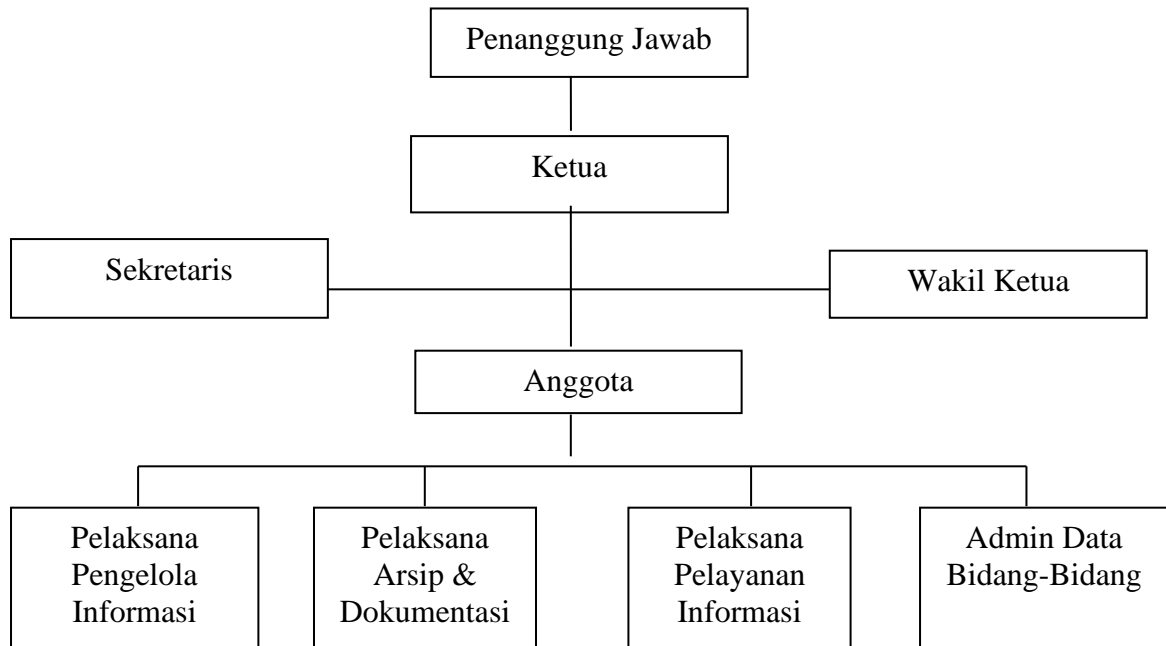 Penanggung Jawab
Ketua
Sekretaris
Wakil Ketua
Anggota
Pelaksana
Pengelola
Informasi
Pelaksana
Arsip &
Dokumentasi
Pelaksana
Pelayanan
Informasi
Admin Data
Bidang-Bidang